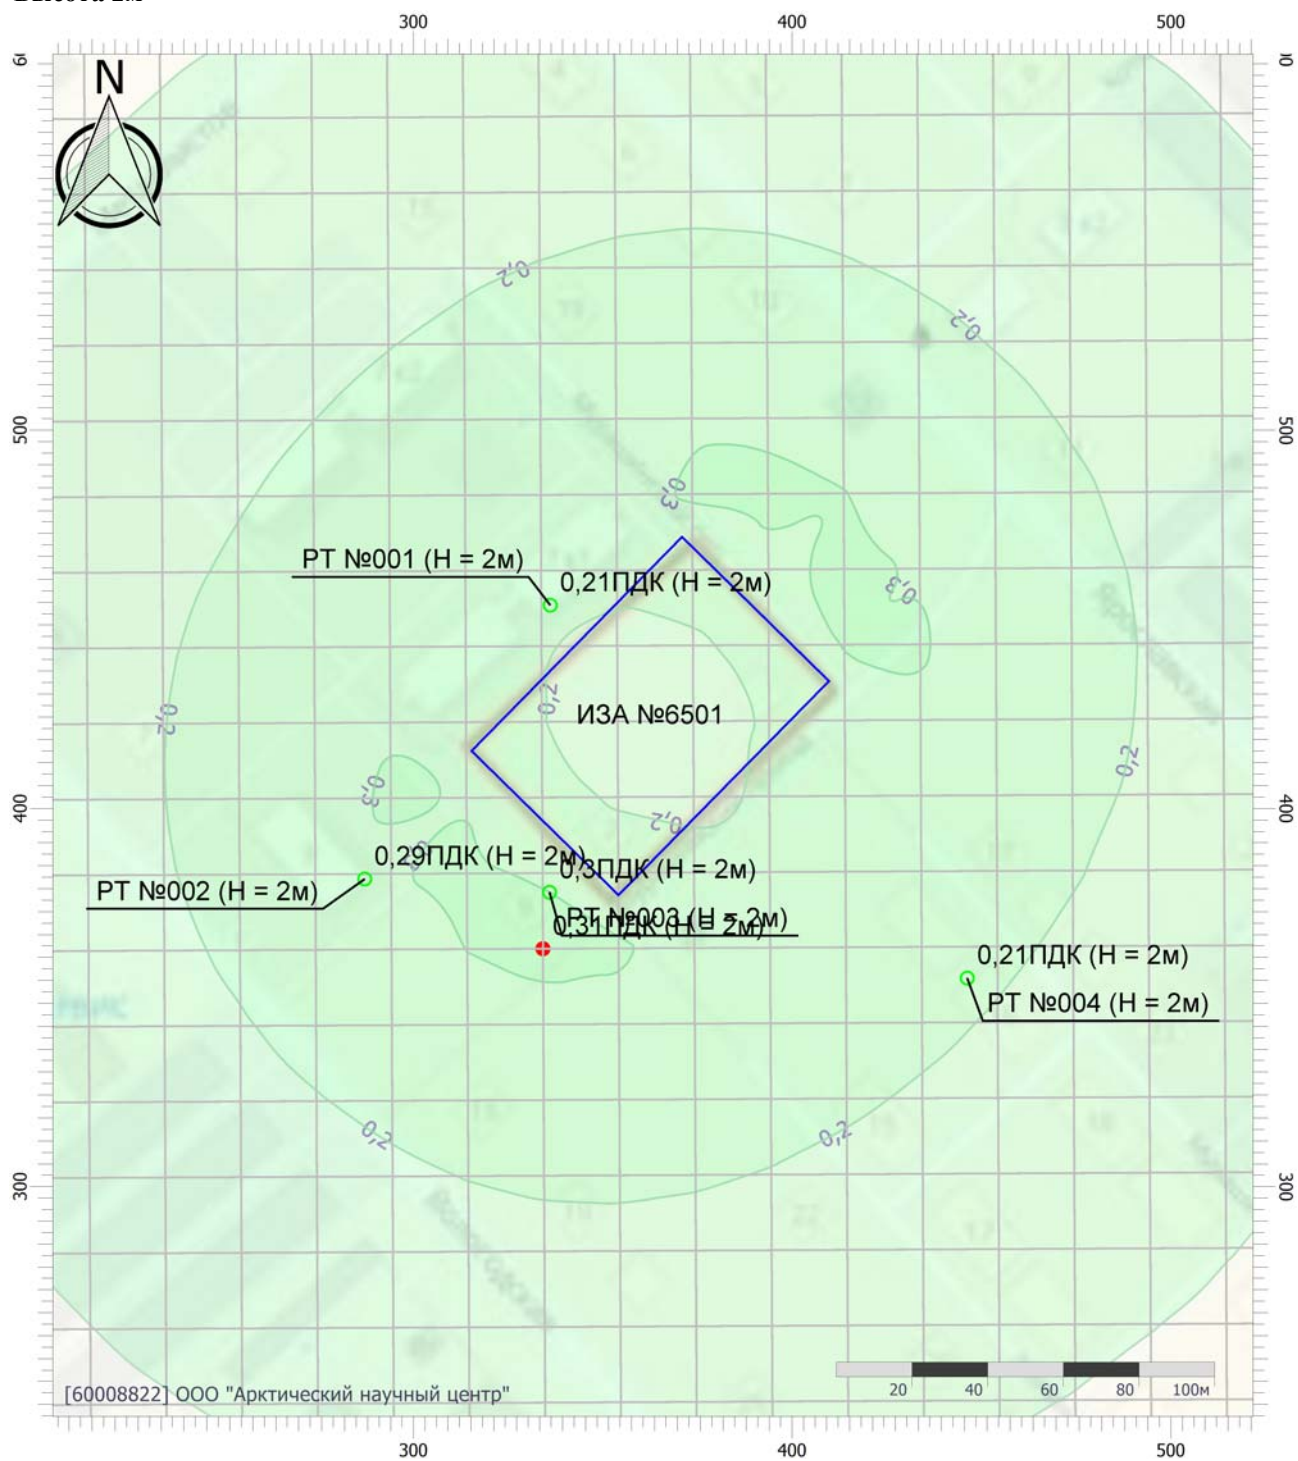 300 400 500
N
0,2
0,2
500 500
0,3
РТ №001 (Н = 2м)
0,21ПДК (Н = 2м)
0,3
0,2
ИЗА №6501
0,2
0,2
0,3
400 400
0,2
0,29ПДК (Н = 2м)
0,3ПДК (Н = 2м)
РТ №002 (Н = 2м)
РТ №003 (Н = 2м)
0,31ПДК (Н = 2м)
0,21ПДК (Н = 2м)
РТ №004 (Н = 2м)
0,2
0,2
300 300
20 40 60 80 100м
[60008822] ООО "Арктический научный центр"
300 400 500